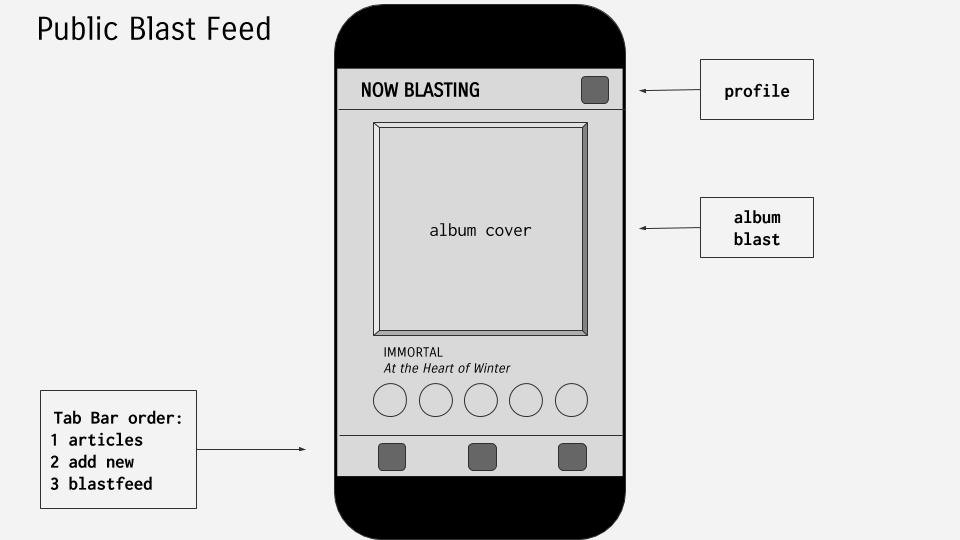 Public Blast Feed
NOW BLASTING
profile
album cover
album
blast
IMMORTAL
At the Heart of Winter
Tab Bar order:
1 articles
2 add new
3 blastfeed